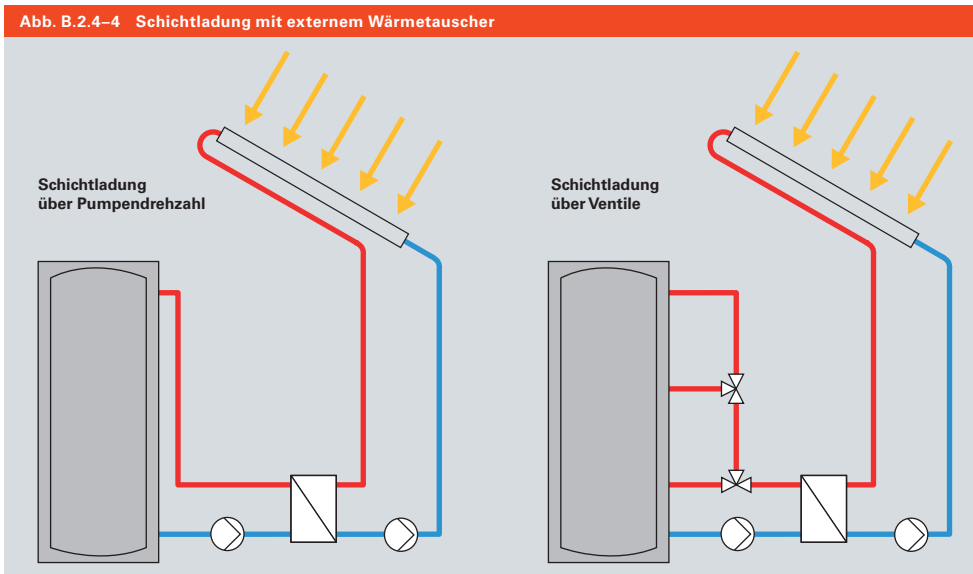 Abb. B.2.4–4 Schichtladung mit externem Wärmetauscher
Schichtladung
über Pumpendrehzahl
Schichtladung
über Ventile